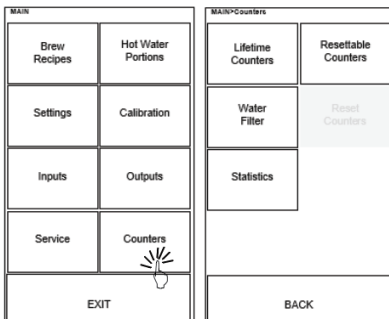 MAIN
Brew
Recipes
Hot Water
Portions
Settings
Calibration
Inputs
Outputs
Service
Counters
EXIT
MAIN>Counters
Lifetime
Counters
Resettable
Counters
Water
Filter
Reset
Counters
Statistics
BACK